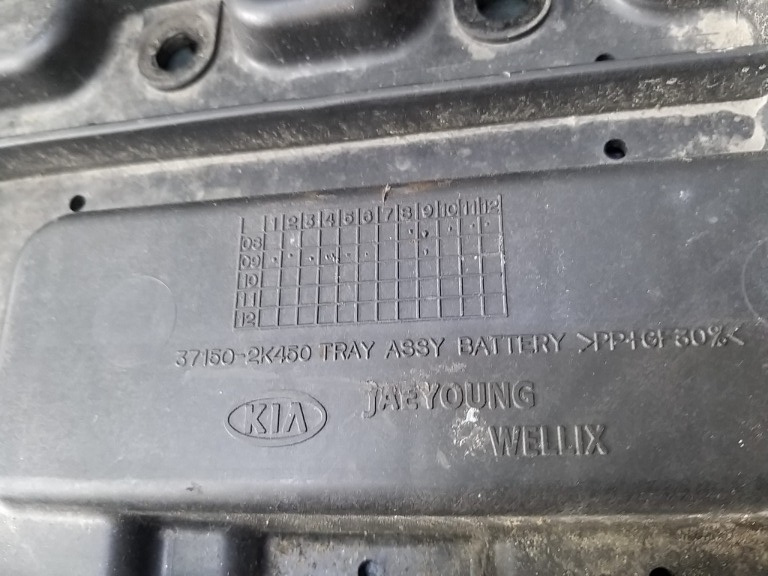 1 2 3 4 5 6 7 8 9 10 11 12
08
09
10
11
12
37150-2K450 TRAY ASSY BATTERY >PP+GF30%<
KIA JAEYOUNG
WELLIX